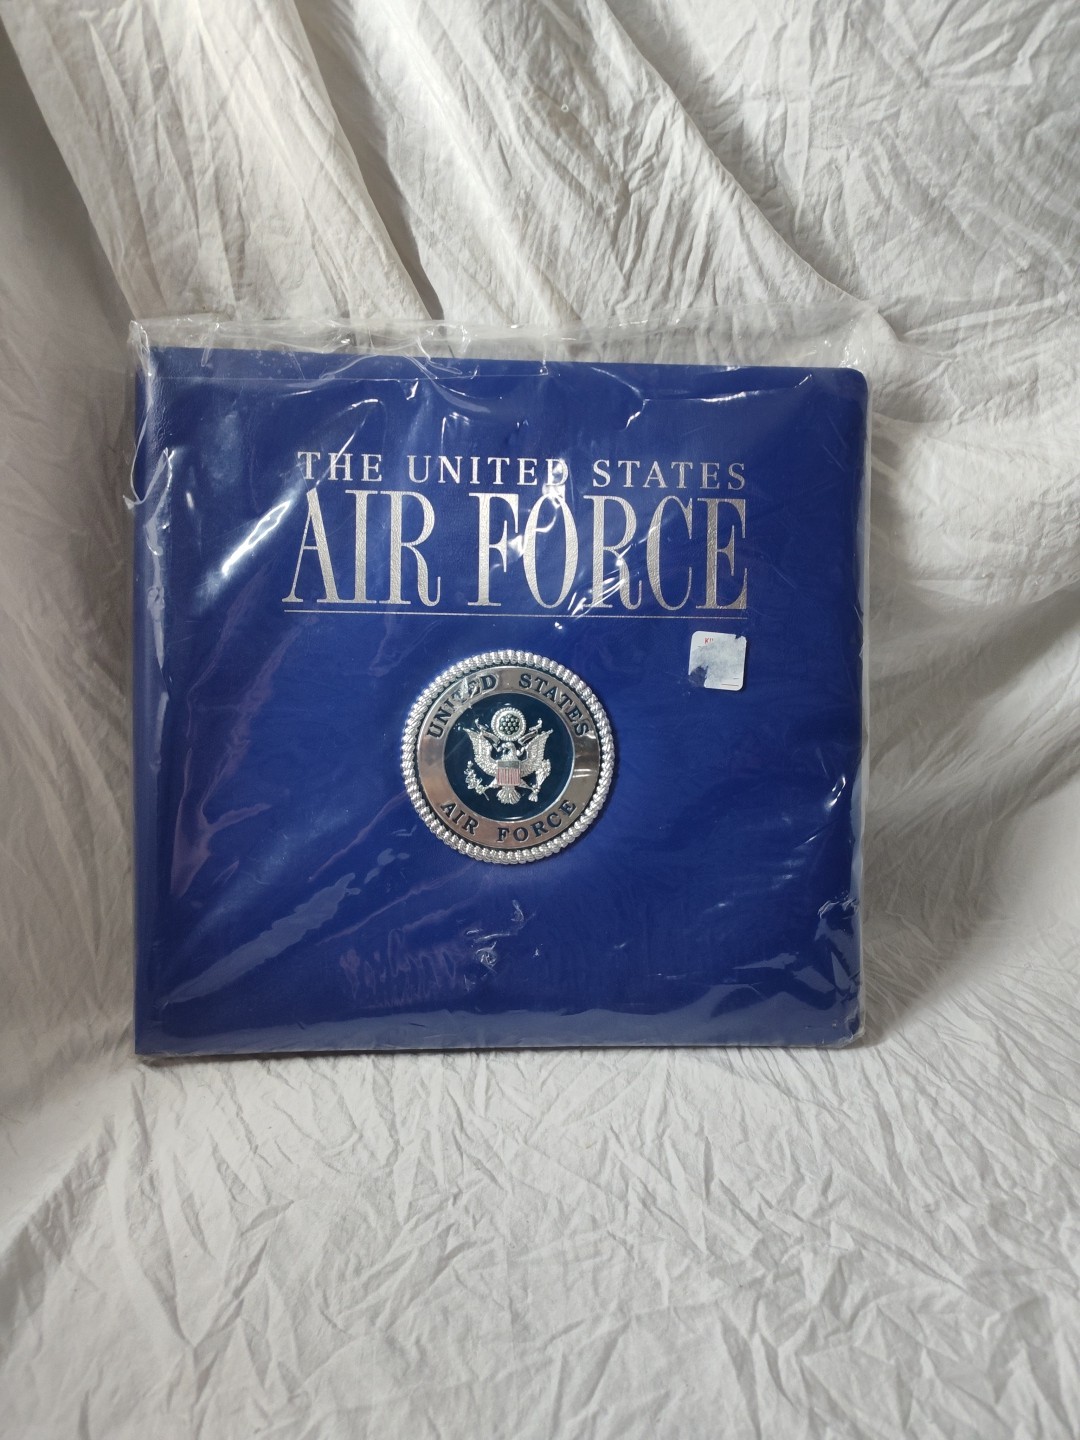 THE UNITED STATES
AIR FORCE
UNITED STATES
AIR FORCE